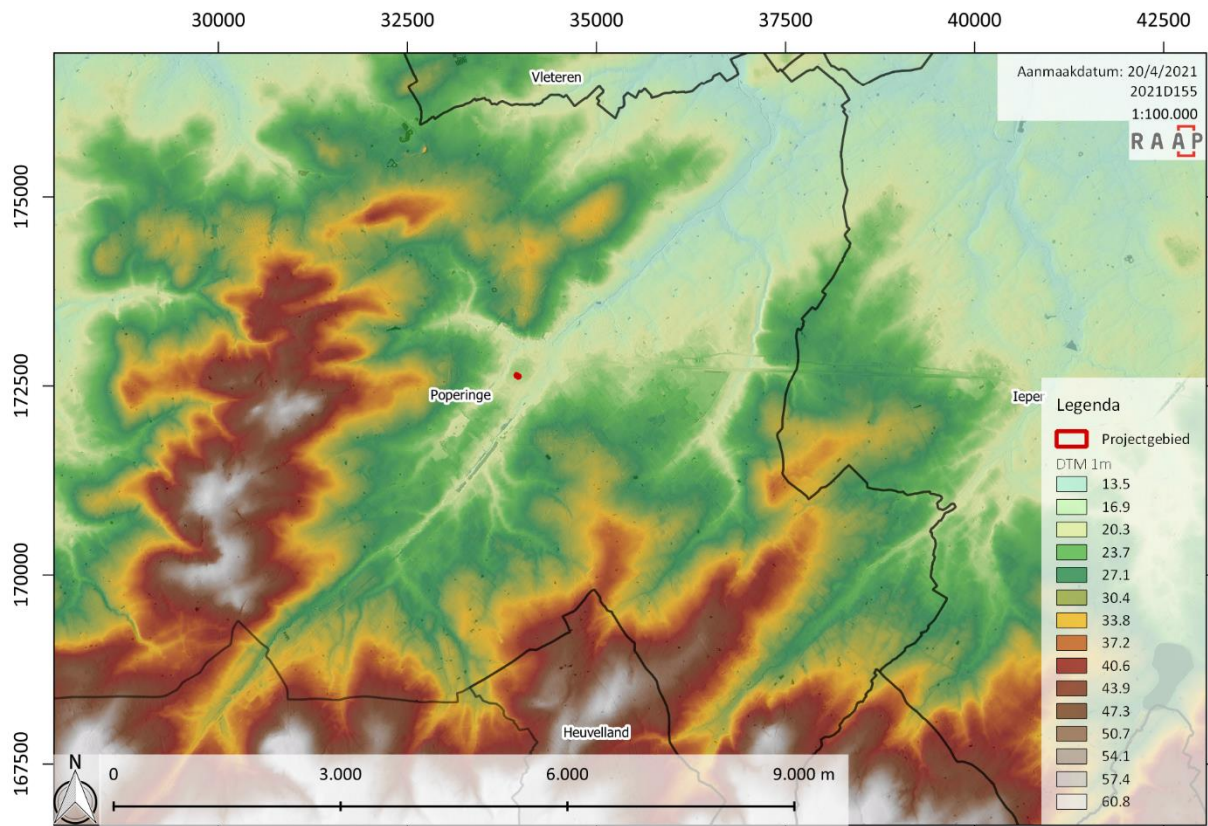 30000 32500 35000 37500 40000 42500
Vleteren
Aanmaakdatum: 20/4/2021
2021D155
1:100.000
RAAP
175000
172500
170000
167500
Poperinge
Ieper
Heuvelland
Legenda
Projectgebied
DTM 1m
13.5
16.9
20.3
23.7
27.1
30.4
33.8
37.2
40.6
43.9
47.3
50.7
54.1
57.4
60.8
N
0 3.000 6.000 9.000 m